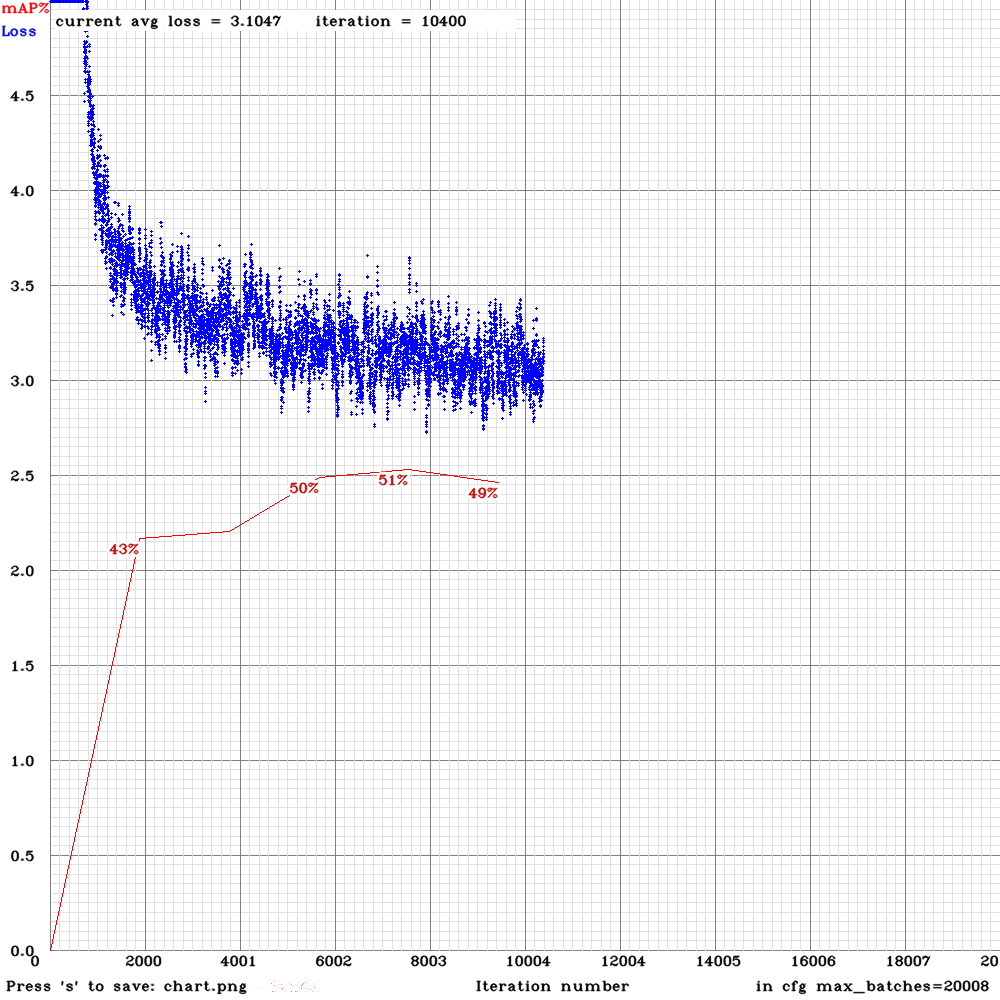 mAP%
current avg loss = 3.1047 iteration = 10400
Loss
4.5
4.0
3.5
3.0
2.5
50%
51%
49%
43%
2.0
1.5
1.0
0.5
0.0
0 2000 4001 6002 8003 10004 12004 14005 16006 18007 20
Press 's' to save: chart.png
Iteration number
in cfg max_batches=20008